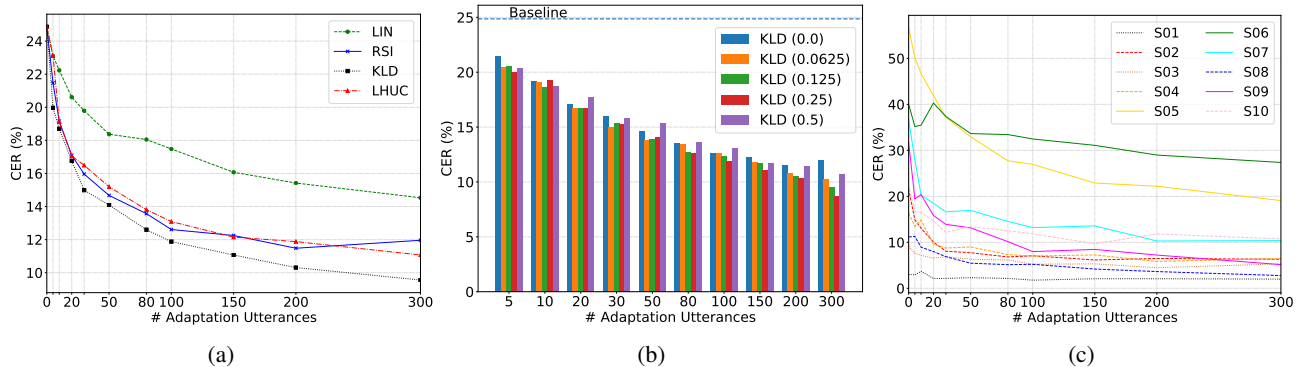 24
22
20
18
16
14
12
10
CER (%)
0
20
50
80
100
150
200
300
# Adaptation Utterances
LIN
RSI
KLD
LHUC
(a)
Baseline
25
20
15
10
5
0
CER (%)
KLD (0.0)
KLD (0.0625)
KLD (0.125)
KLD (0.25)
KLD (0.5)
5
10
20
30
50
80
100
150
200
300
# Adaptation Utterances
(b)
50
40
30
20
10
0
CER (%)
S01
S02
S03
S04
S05
S06
S07
S08
S09
S10
0
20
50
100
150
200
300
# Adaptation Utterances
(c)